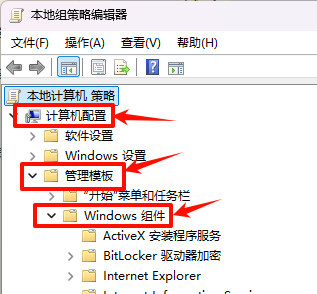 本地组策略编辑器
文件(F) 操作(A) 查看(V) 帮助(H)
本地计算机 策略
计算机配置
软件设置
Windows 设置
管理模板
"开始"菜单和任务栏
Windows 组件
ActiveX 安装程序服务
BitLocker 驱动器加密
Internet Explorer